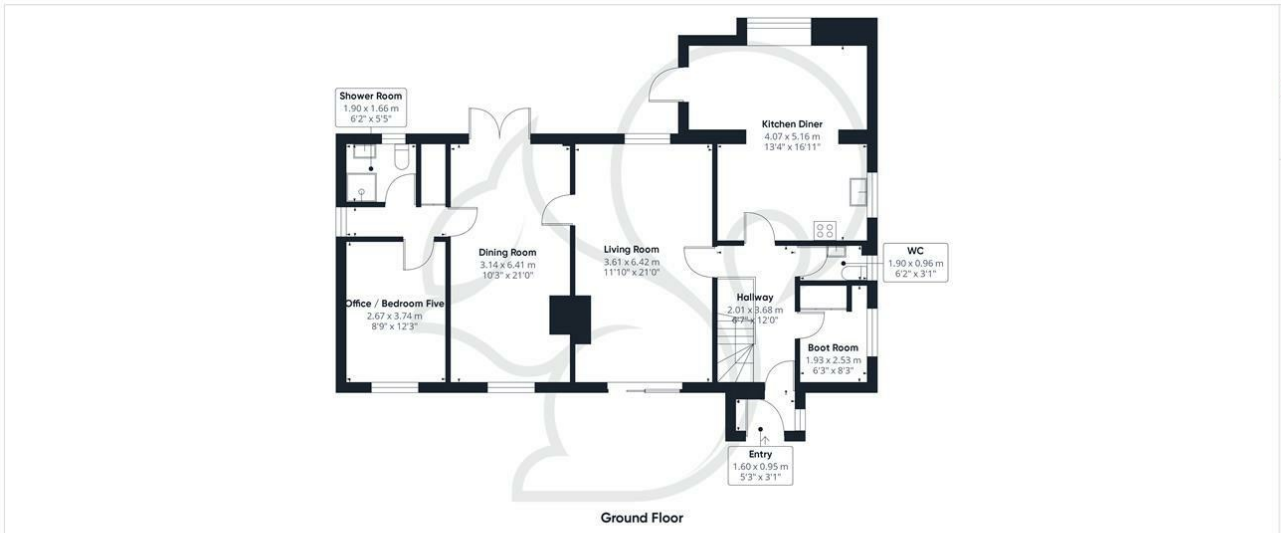 Shower Room
1.90 x 1.66 m
6'2" x 5'5"
Kitchen Diner
4.07 x 5.16 m
13'4" x 16'11"
Dining Room
3.14 x 6.41 m
10'3" x 21'0"
Living Room
3.61 x 6.42 m
11'10" x 21'0"
WC
1.90 x 0.96 m
6'2" x 3'1"
Office / Bedroom Five
2.67 x 3.74 m
8'9" x 12'3"
Hallway
2.01 x 3.68 m
6'7" x 12'0"
Boot Room
1.93 x 2.53 m
6'3" x 8'3"
Entry
1.60 x 0.95 m
5'3" x 3'1"
Ground Floor